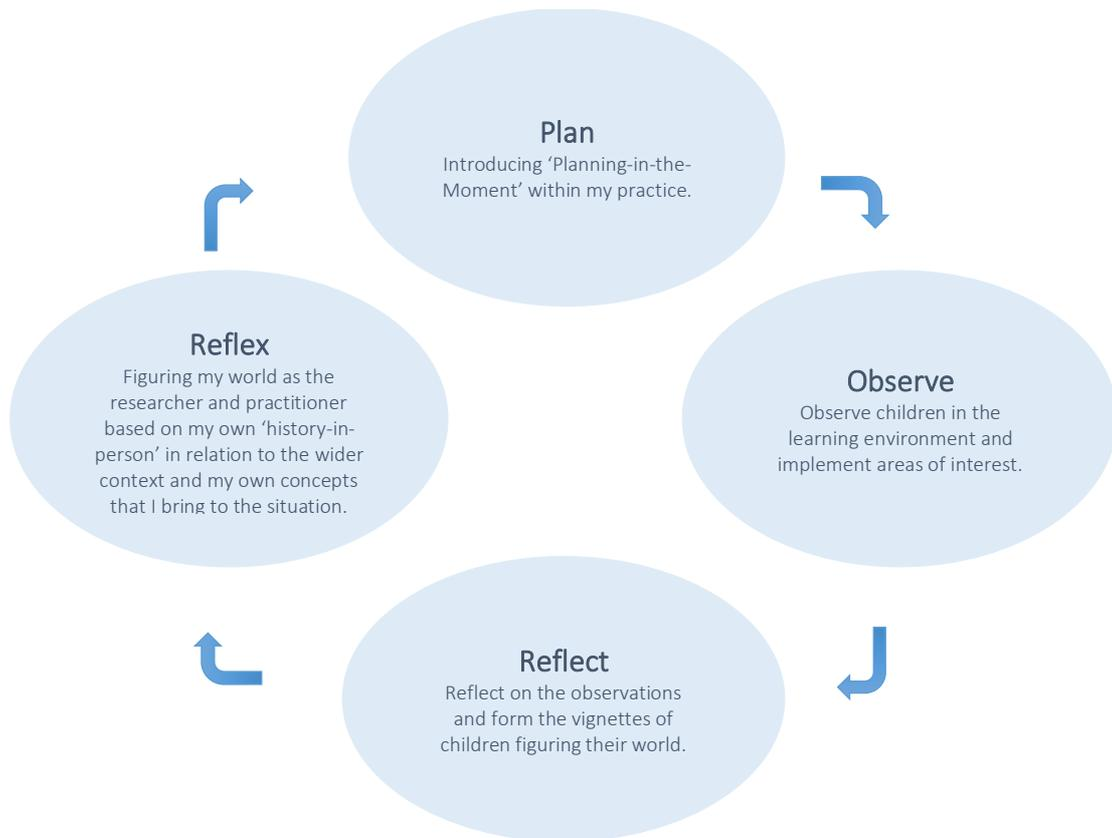 Plan
Introducing ‘Planning-in-the-
Moment’ within my practice.
Observe
Observe children in the
learning environment and
implement areas of interest.
Reflect
Reflect on the observations
and form the vignettes of
children figuring their world.
Reflex
Figuring my world as the
researcher and practitioner
based on my own ‘history-in-
person’ in relation to the wider
context and my own concepts
that I bring to the situation.